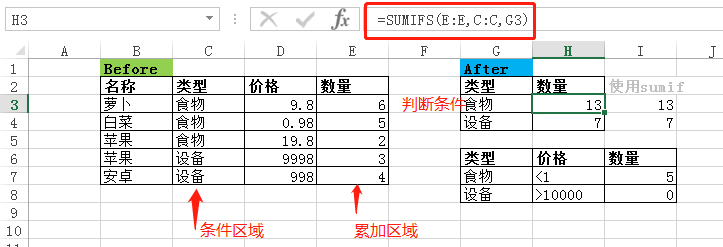 H3 =SUMIFS(E:E,C:C,G3)
A B C D E F G H I J
1 Before After
2 名称 类型 价格 数量 类型 数量 使用sumif
3 萝卜 食物 9.8 6 判断条件 食物 13 13
4 白菜 食物 0.98 5 设备 7 7
5 苹果 食物 19.8 2
6 苹果 设备 9998 3 类型 价格 数量
7 安卓 设备 998 4 食物 <1 5
8 设备 >10000 0
9
条件区域 累加区域
10
11